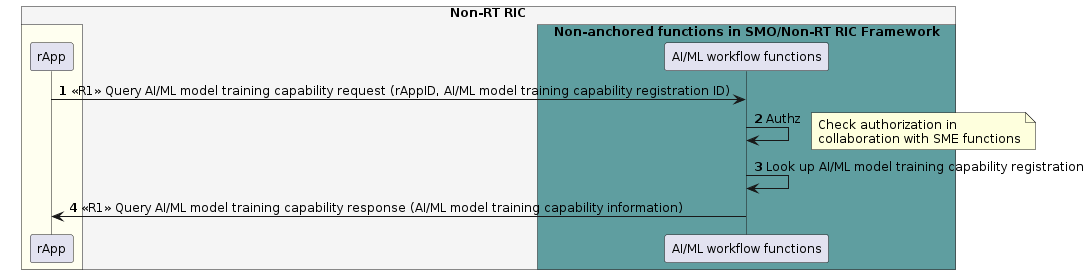 Non-RT RIC
Non-anchored functions in SMO/Non-RT RIC Framework
rApp
AI/ML workflow functions
1 «R1» Query AI/ML model training capability request (rAppID, AI/ML model training capability registration ID)
2 Authz
Check authorization in
collaboration with SME functions
3 Look up AI/ML model training capability registration
4 «R1» Query AI/ML model training capability response (AI/ML model training capability information)
rApp
AI/ML workflow functions